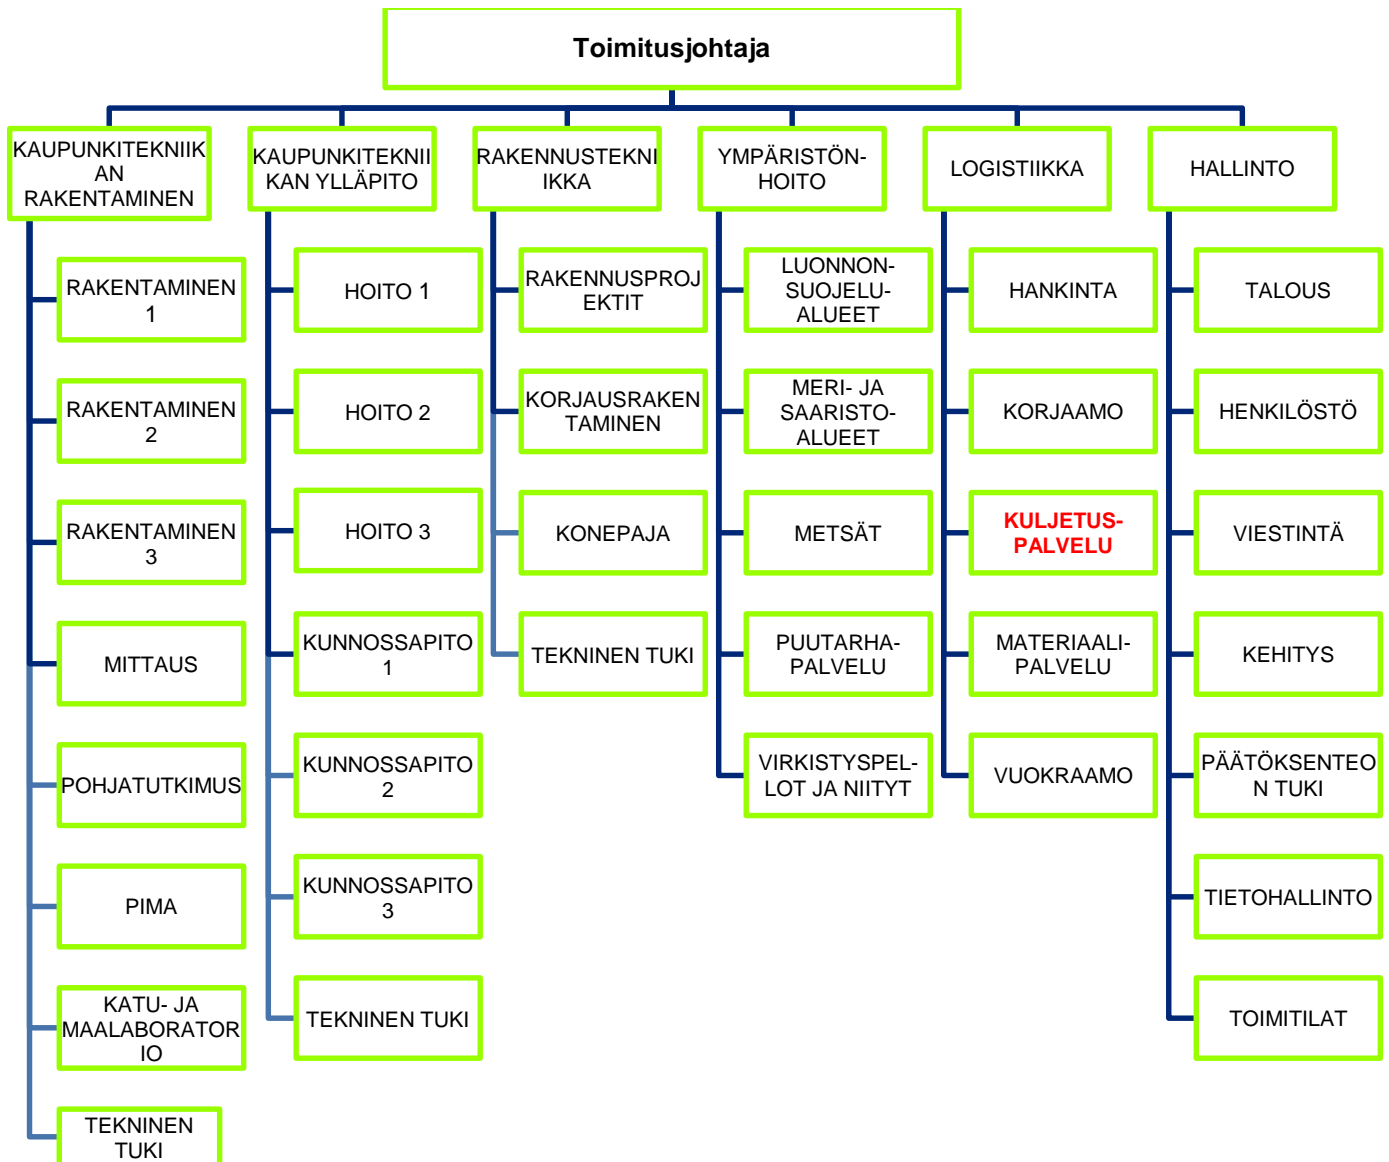 Toimitusjohtaja
KAUPUNKITEKNIIK
AN
RAKENTAMINEN
RAKENTAMINEN
1
RAKENTAMINEN
2
RAKENTAMINEN
3
MITTAUS
POHJATUTKIMUS
PIMA
KATU- JA
MAALABORATOR
IO
TEKNINEN
TUKI
KAUPUNKITEKNII
KAN YLLÄPITO
HOITO 1
HOITO 2
HOITO 3
KUNNOSSAPITO
1
KUNNOSSAPITO
2
KUNNOSSAPITO
3
TEKNINEN TUKI
RAKENNUSTEKNI
IKKA
RAKENNUSPROJ
EKTIT
KORJAUSRAKEN
TAMINEN
KONEPAJA
TEKNINEN TUKI
YMPÄRISTÖN-
HOITO
LUONNON-
SUOJELU-
ALUEET
MERI- JA
SAARISTO-
ALUEET
METSÄT
PUUTARHA-
PALVELU
VIRKISTYSPEL-
LOT JA NIITYT
LOGISTIIKKA
HANKINTA
KORJAAMO
KULJETUS-
PALVELU
MATERIAALI-
PALVELU
VUOKRAAMO
HALLINTO
TALOUS
HENKILÖSTÖ
VIESTINTÄ
KEHITYS
PÄÄTÖKSENTEO
N TUKI
TIETOHALLINTO
TOIMITILAT